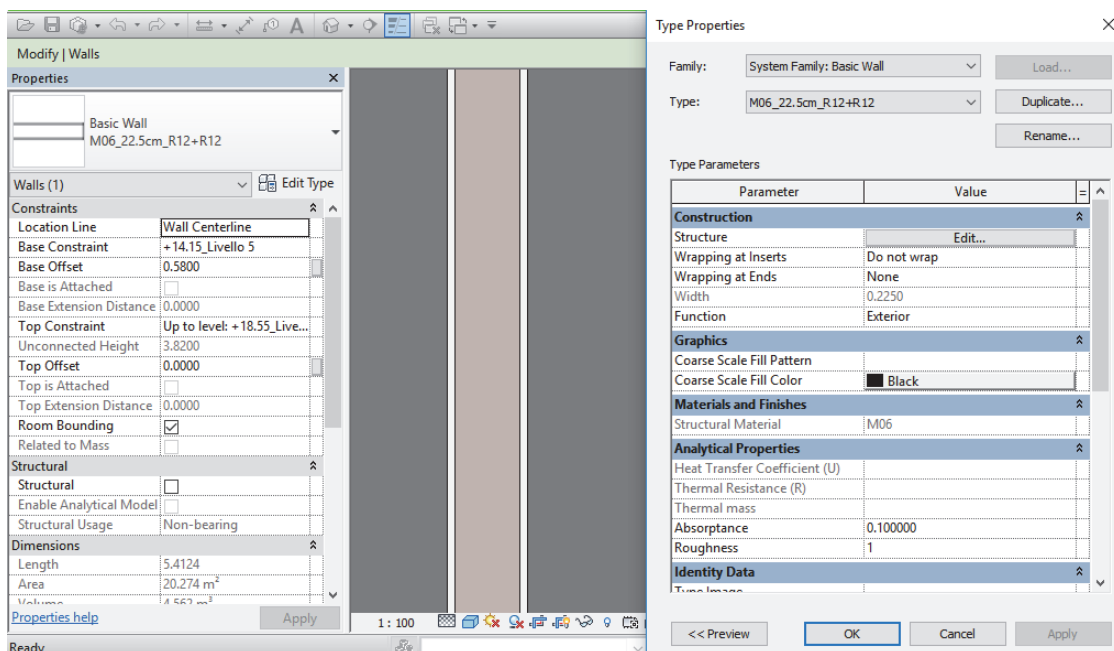 Modify | Walls
Properties
Basic Wall
M06_22.5cm_R12+R12
Walls (1)
Edit Type
Constraints
Location Line Wall Centerline
Base Constraint +14.15_Livello 5
Base Offset 0.5800
Base is Attached
Base Extension Distance 0.0000
Top Constraint Up to level: +18.55_Live...
Unconnected Height 3.8200
Top Offset 0.0000
Top is Attached
Top Extension Distance 0.0000
Room Bounding
Related to Mass
Structural
Structural
Enable Analytical Model
Structural Usage Non-bearing
Dimensions
Length 5.4124
Area 20.274 m²
Volume 4.562 m³
Properties help Apply
Ready
1 : 100
Type Properties
Family: System Family: Basic Wall Load...
Type: M06_22.5cm_R12+R12 Duplicate...
Rename...
Type Parameters
Parameter Value =
Construction
Structure Edit...
Wrapping at Inserts Do not wrap
Wrapping at Ends None
Width 0.2250
Function Exterior
Graphics
Coarse Scale Fill Pattern
Coarse Scale Fill Color Black
Materials and Finishes
Structural Material M06
Analytical Properties
Heat Transfer Coefficient (U)
Thermal Resistance (R)
Thermal mass
Absorptance 0.100000
Roughness 1
Identity Data
Type Image
<< Preview OK Cancel Apply